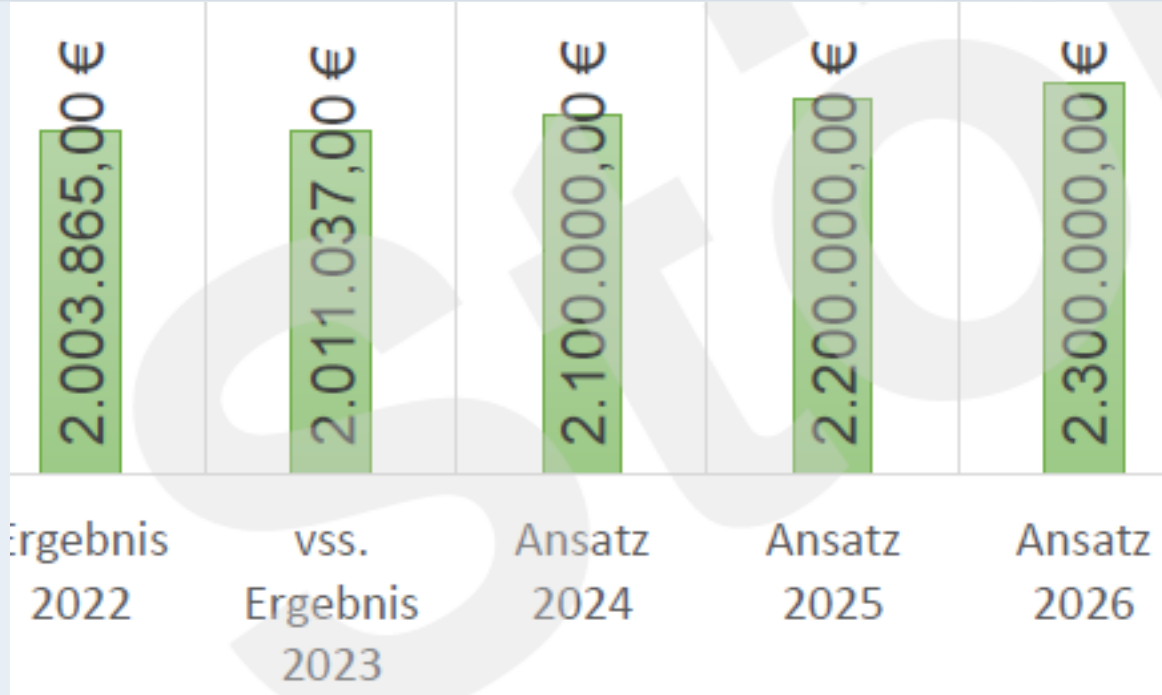 2.003.865,00 €
2.011.037,00 €
2.100.000,00 €
2.200.000,00 €
2.300.000,00 €
Ergebnis
2022
vss.
Ergebnis
2023
Ansatz
2024
Ansatz
2025
Ansatz
2026